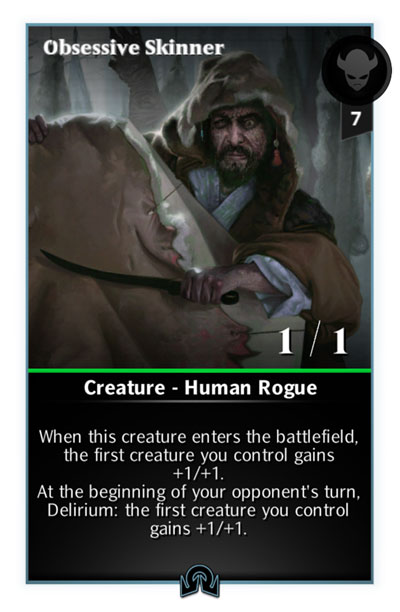 Obsessive Skinner
7
1/1
Creature - Human Rogue
When this creature enters the battlefield,
the first creature you control gains
+1/+1.
At the beginning of your opponent's turn,
Delirium: the first creature you control
gains +1/+1.